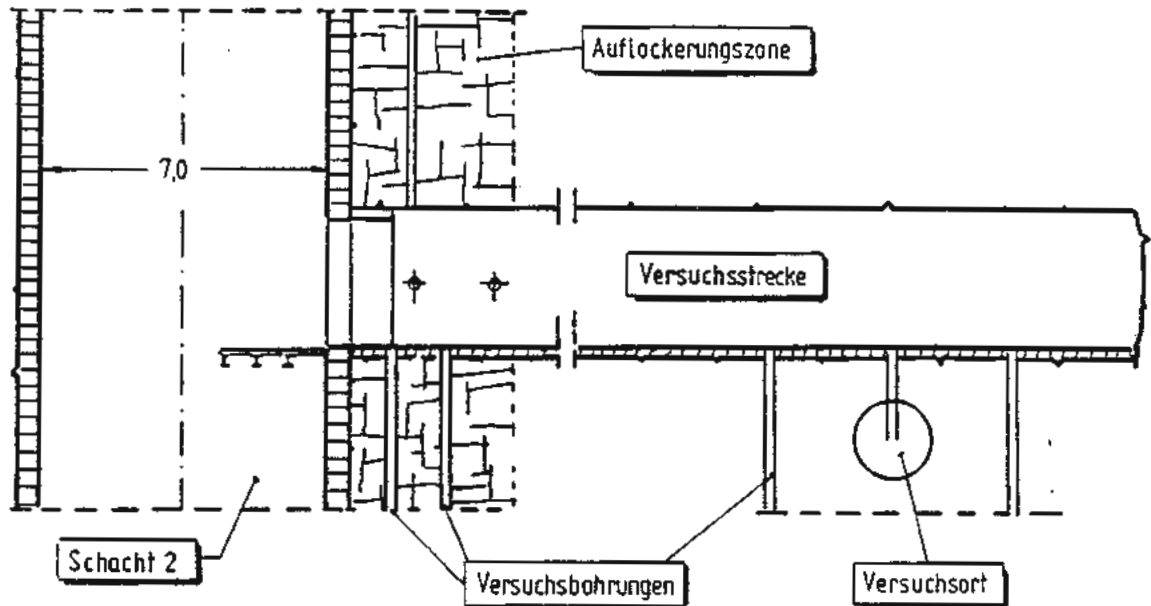 Auflockerungszone
7,0
Versuchsstrecke
Schacht 2
Versuchsbohrungen
Versuchsort